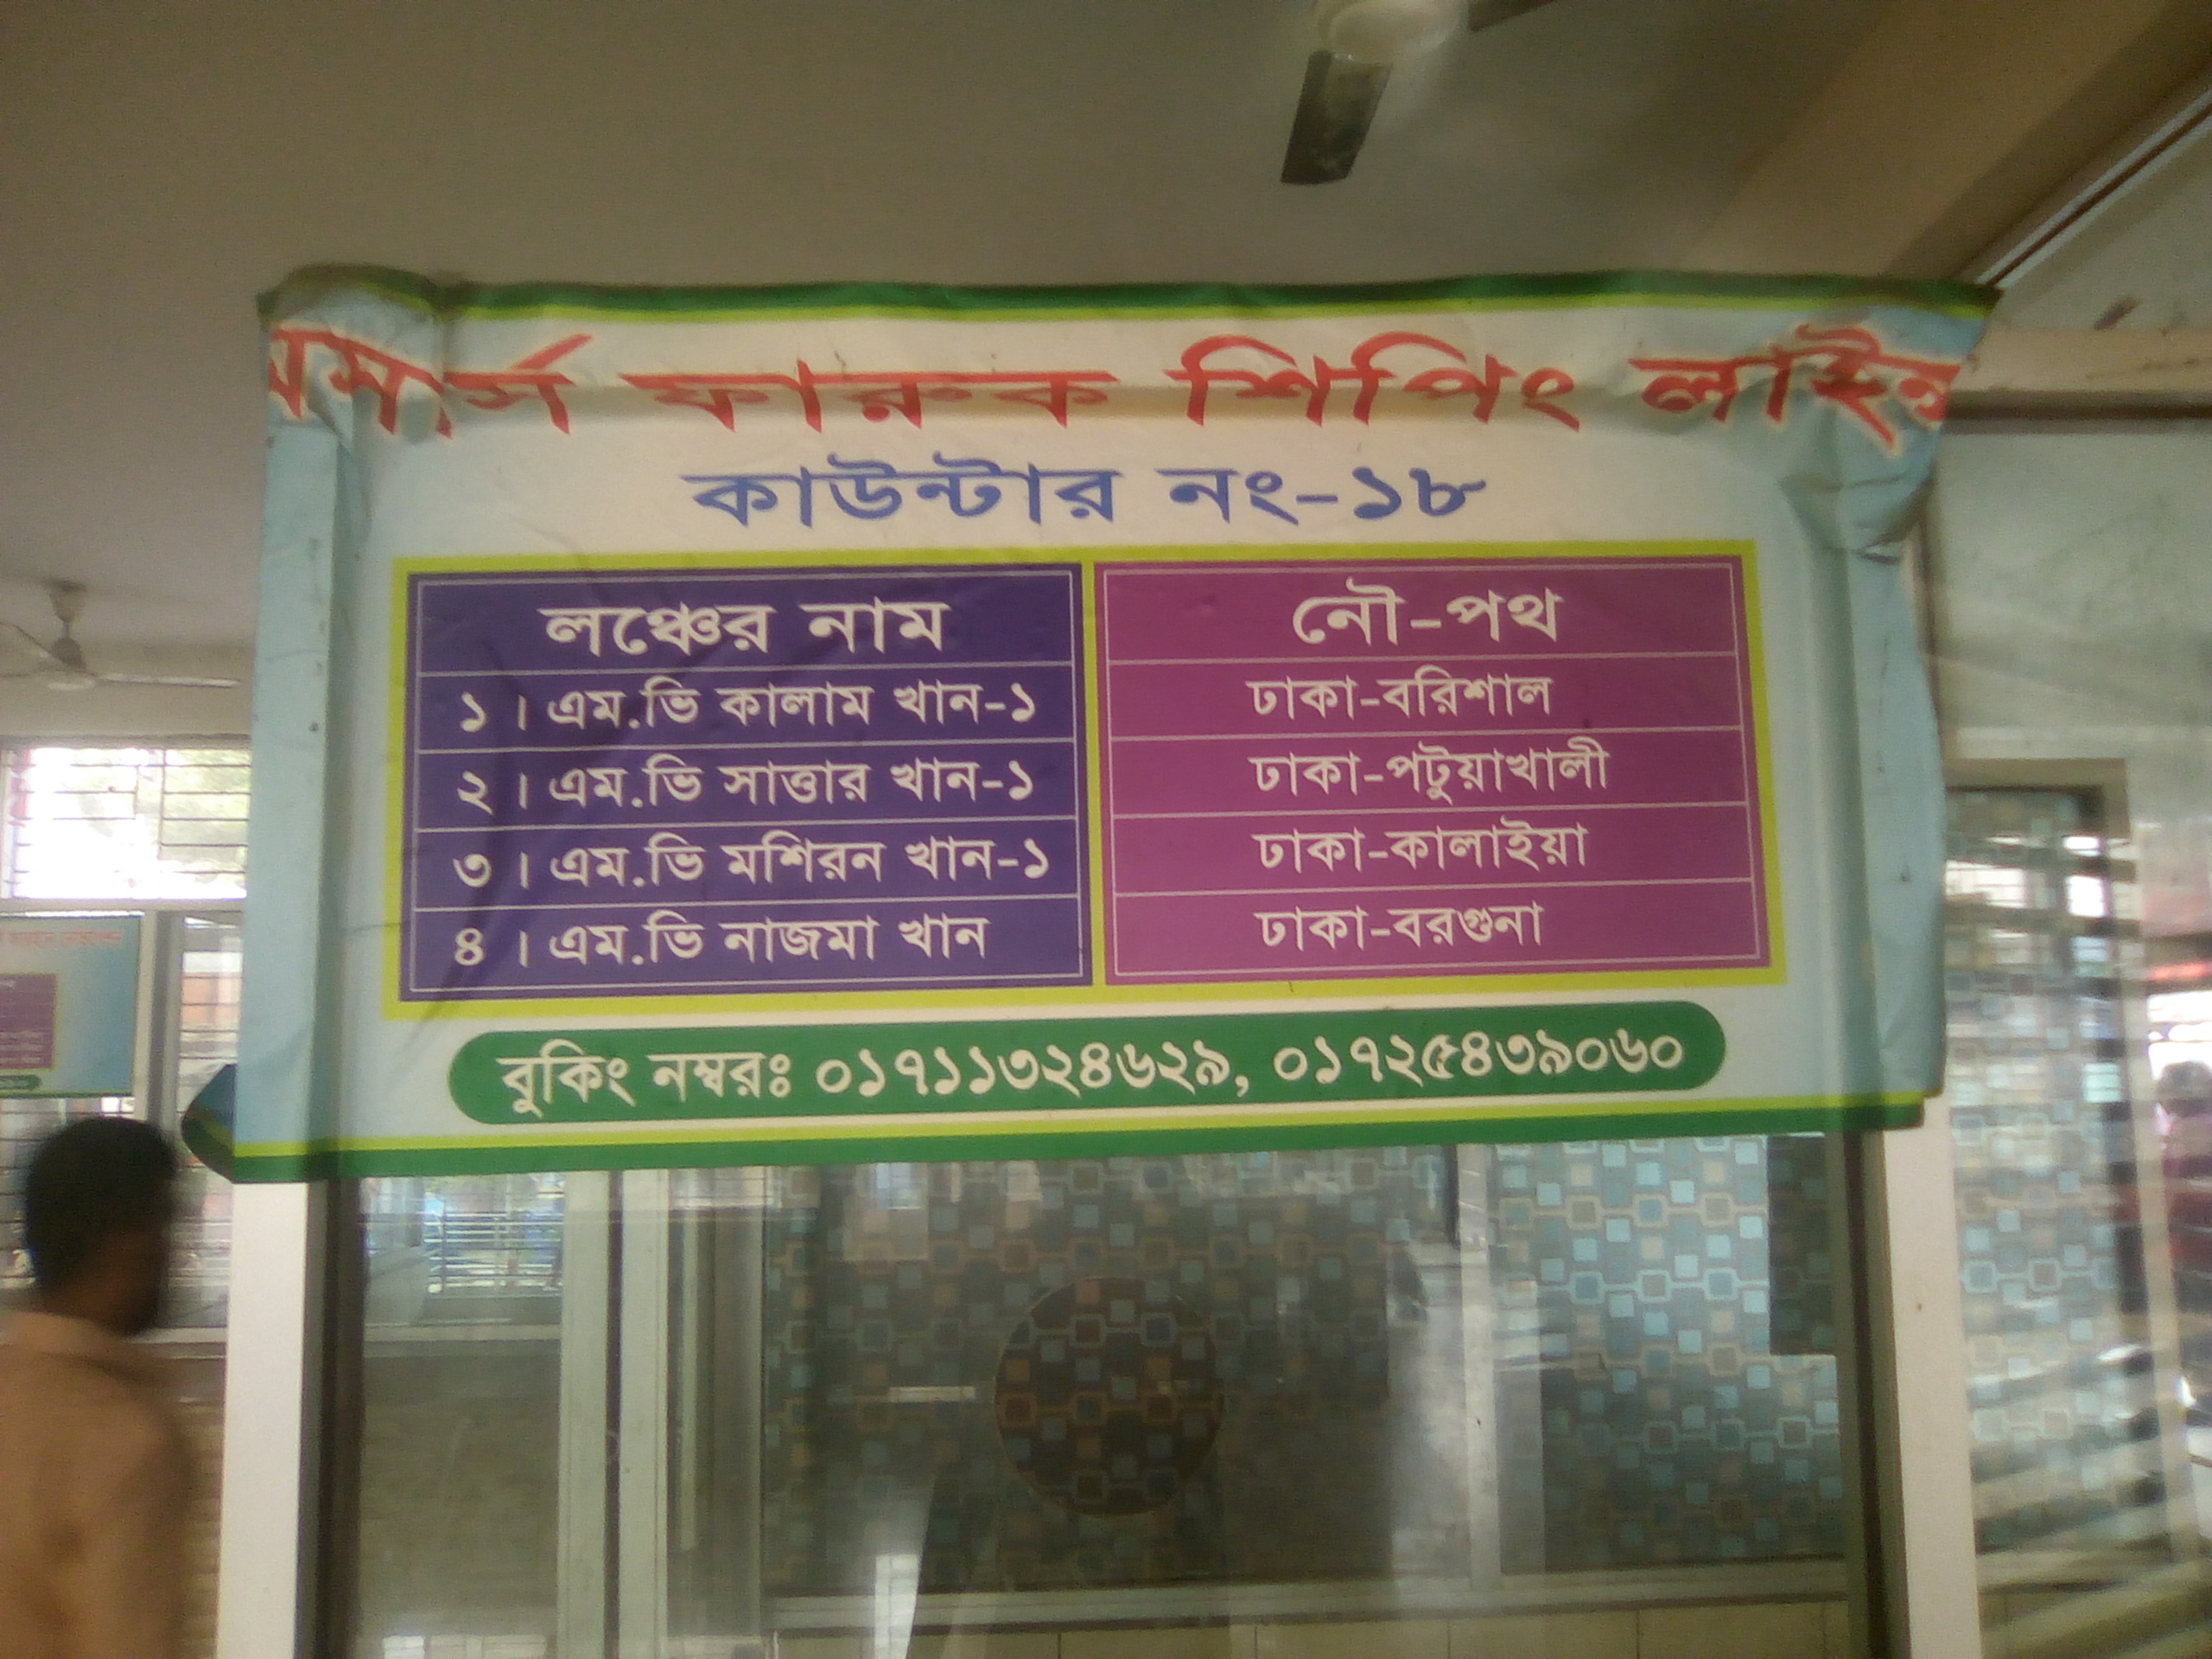 মেসার্স ফারুক শিপিং লাইন্স
কাউন্টার নং-১৮
লঞ্চের নাম নৌ-পথ
১। এম.ভি কালাম খান-১ ঢাকা-বরিশাল
২। এম.ভি সাত্তার খান-১ ঢাকা-পটুয়াখালী
৩। এম.ভি মশিরন খান-১ ঢাকা-কালাইয়া
৪। এম.ভি নাজমা খান ঢাকা-বরগুনা
বুকিং নম্বরঃ ০১৭১১৩২৪৬২৯, ০১৭২৫৪৩৯০৬০